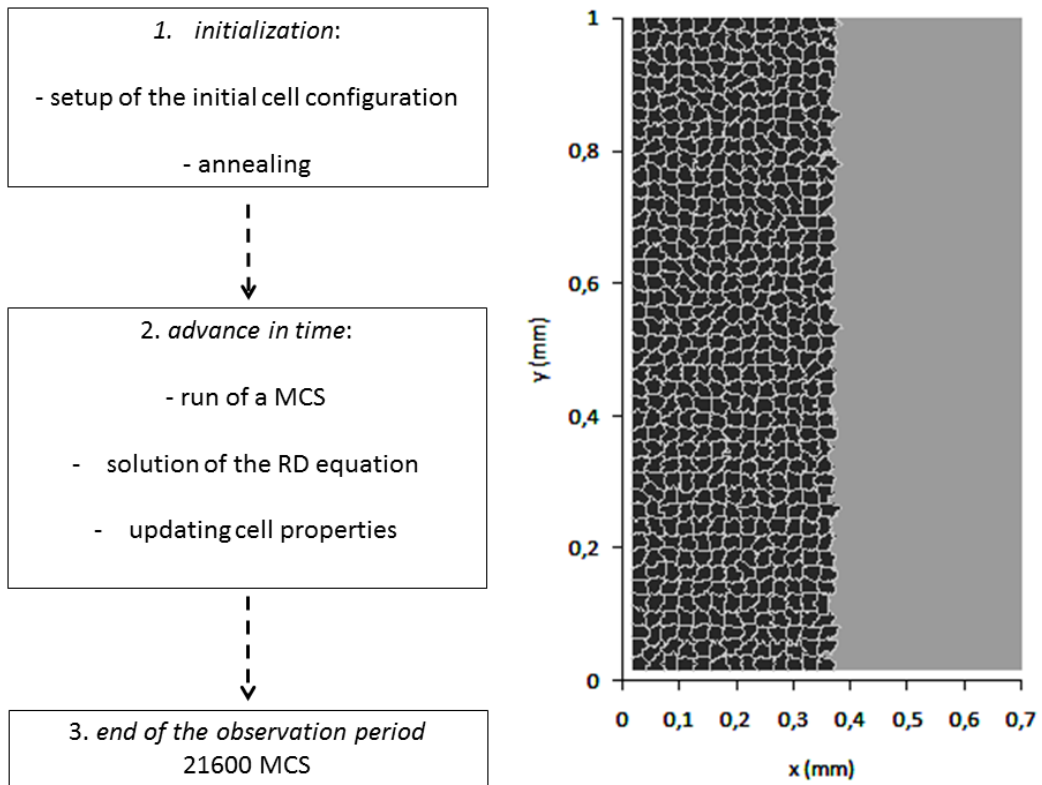 1. initialization:
- setup of the initial cell configuration
- annealing
2. advance in time:
- run of a MCS
- solution of the RD equation
- updating cell properties
3. end of the observation period
21600 MCS
1
0,8
0,6
y (mm)
0,4
0,2
0
0 0,1 0,2 0,3 0,4 0,5 0,6 0,7
x (mm)